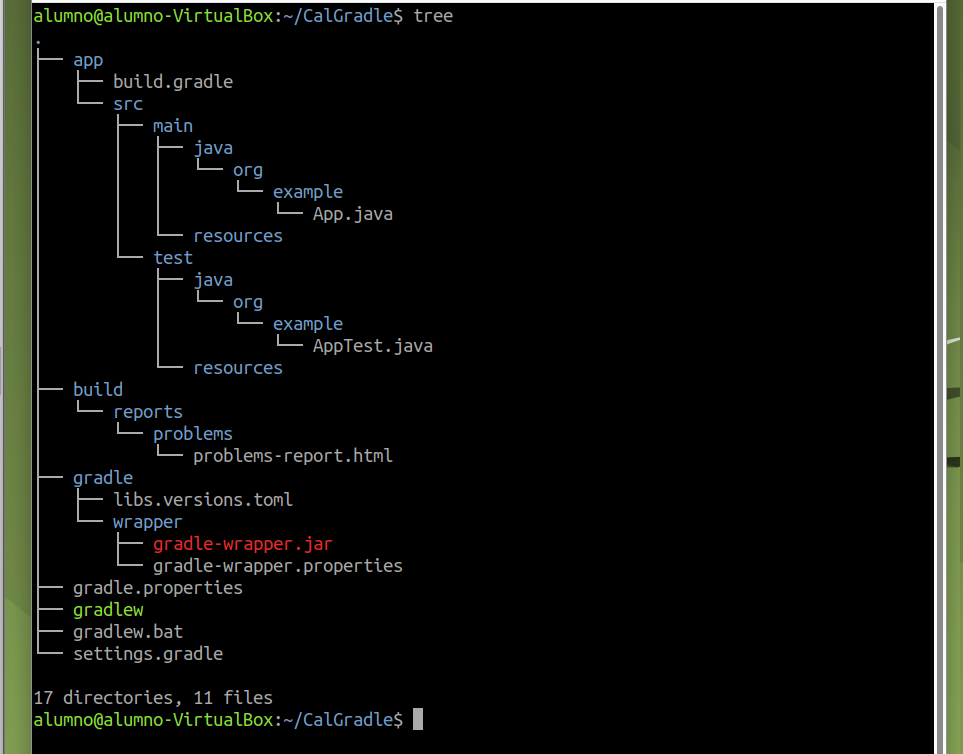 alumno@alumno-VirtualBox:~/CalGradle$ tree
.
├── app
│   ├── build.gradle
│   └── src
│       ├── main
│       │   ├── java
│       │   │   └── org
│       │   │       └── example
│       │   │           └── App.java
│       │   └── resources
│       └── test
│           ├── java
│           │   └── org
│           │       └── example
│           │           └── AppTest.java
│           └── resources
├── build
│   └── reports
│       └── problems
│           └── problems-report.html
├── gradle
│   ├── libs.versions.toml
│   └── wrapper
│       ├── gradle-wrapper.jar
│       └── gradle-wrapper.properties
├── gradle.properties
├── gradlew
├── gradlew.bat
└── settings.gradle
17 directories, 11 files
alumno@alumno-VirtualBox:~/CalGradle$